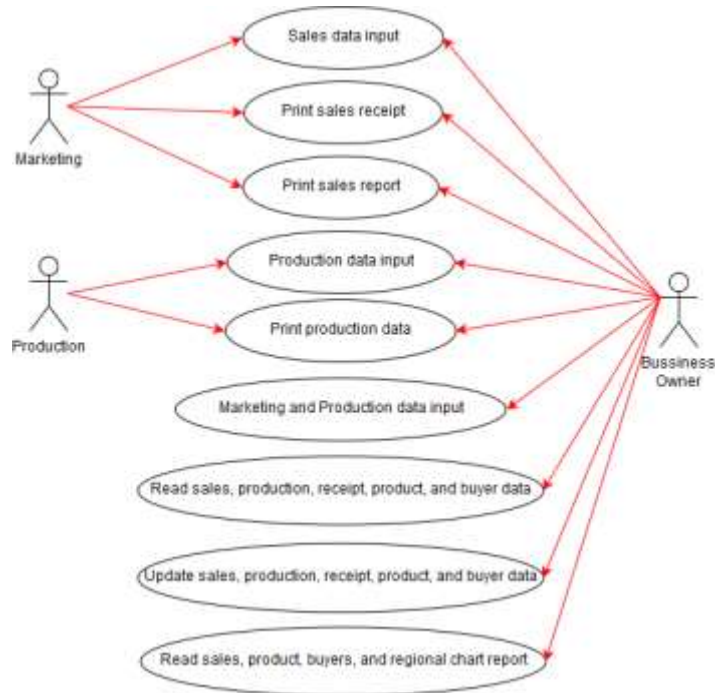 Sales data input
Print sales receipt
Marketing
Print sales report
Production data input
Production
Print production data
Bussiness
Owner
Marketing and Production data input
Read sales, production, receipt, product, and buyer data
Update sales, production, receipt, product, and buyer data
Read sales, product, buyers, and regional chart report